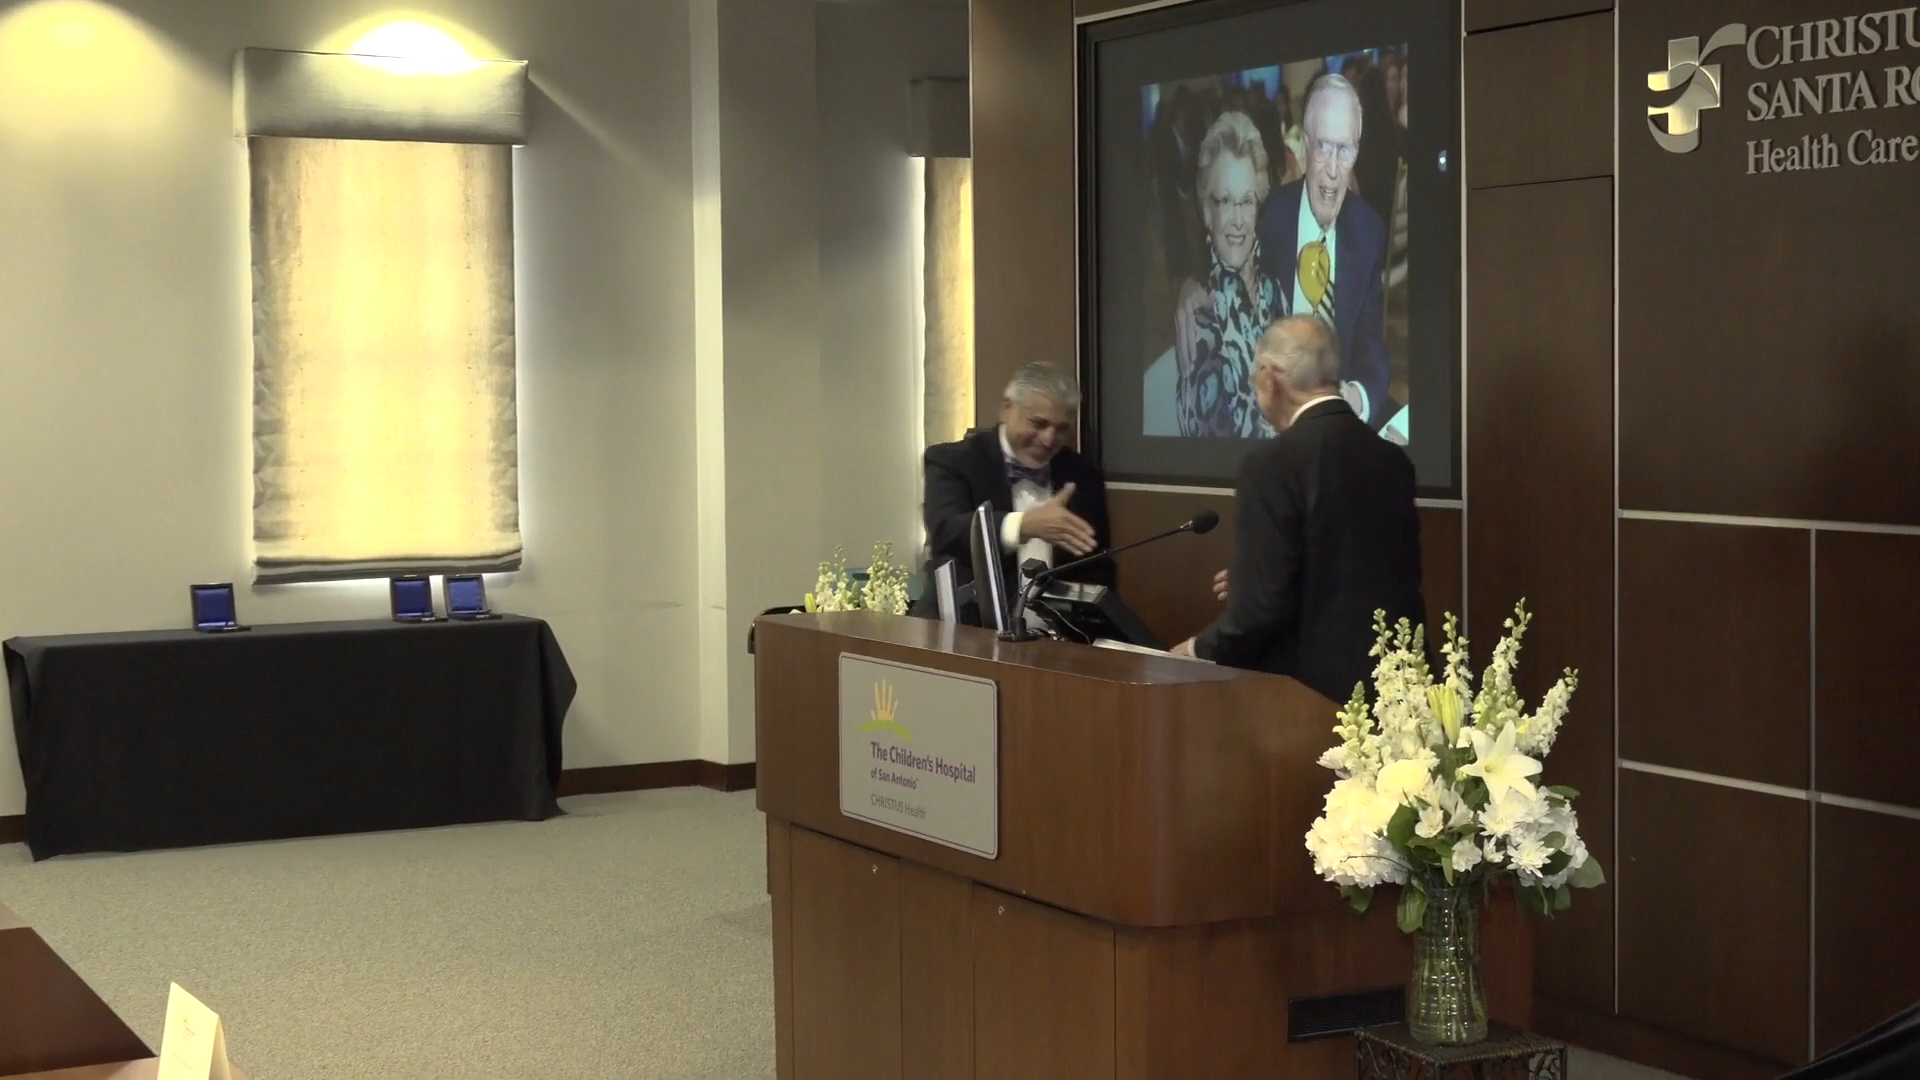 CHRISTU
SANTA RO
Health Care
The Children's Hospital
of San Antonio
CHRISTUS Health